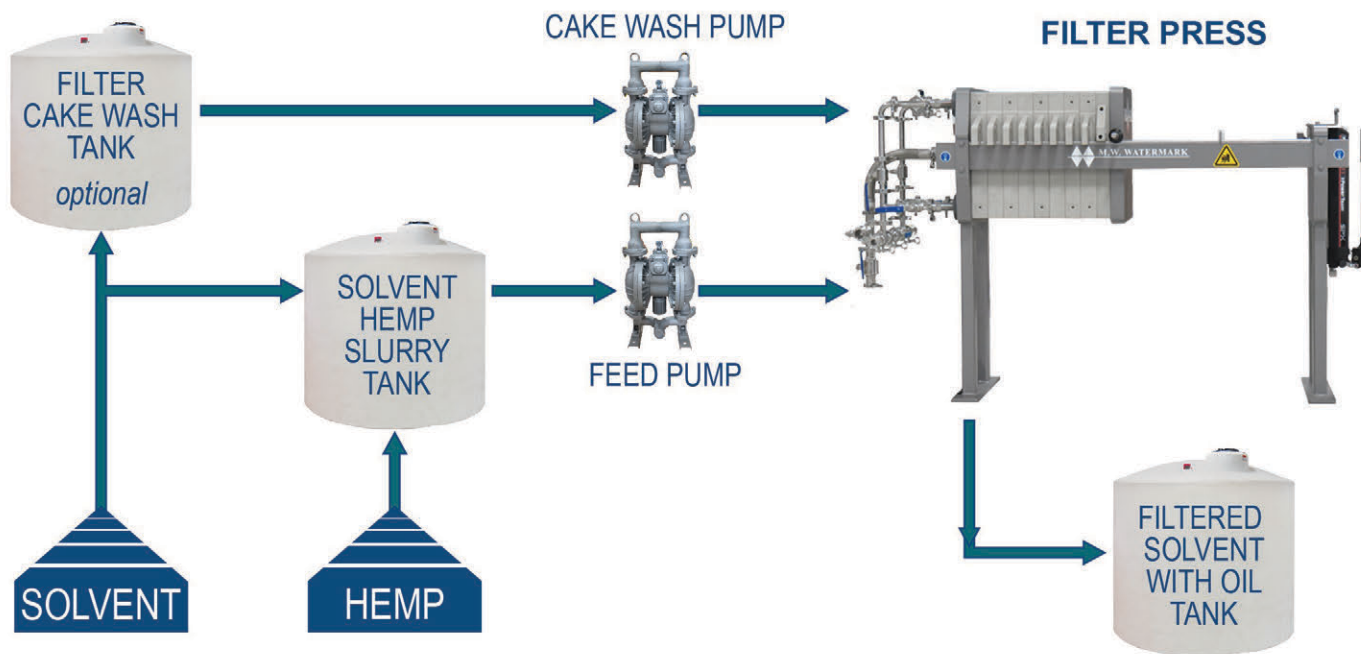 CAKE WASH PUMP
FILTER PRESS
FILTER
CAKE WASH
TANK
optional
M.W. WATERMARK
SOLVENT
HEMP
SLURRY
TANK
FEED PUMP
FILTERED
SOLVENT
WITH OIL
TANK
SOLVENT
HEMP